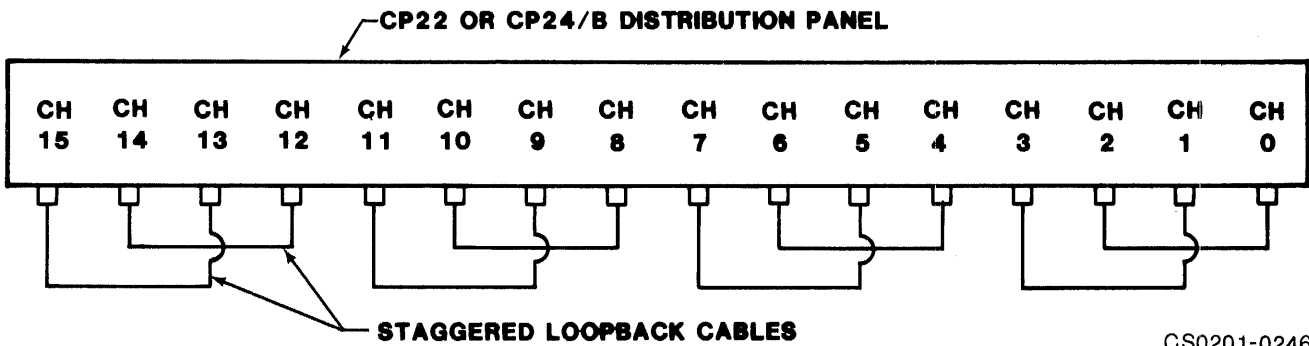 CP22 OR CP24/B DISTRIBUTION PANEL
CH CH CH CH CH CH CH CH CH CH CH CH CH CH CH CH
15 14 13 12 11 10 9 8 7 6 5 4 3 2 1 0
STAGGERED LOOPBACK CABLES
CS0201-0246